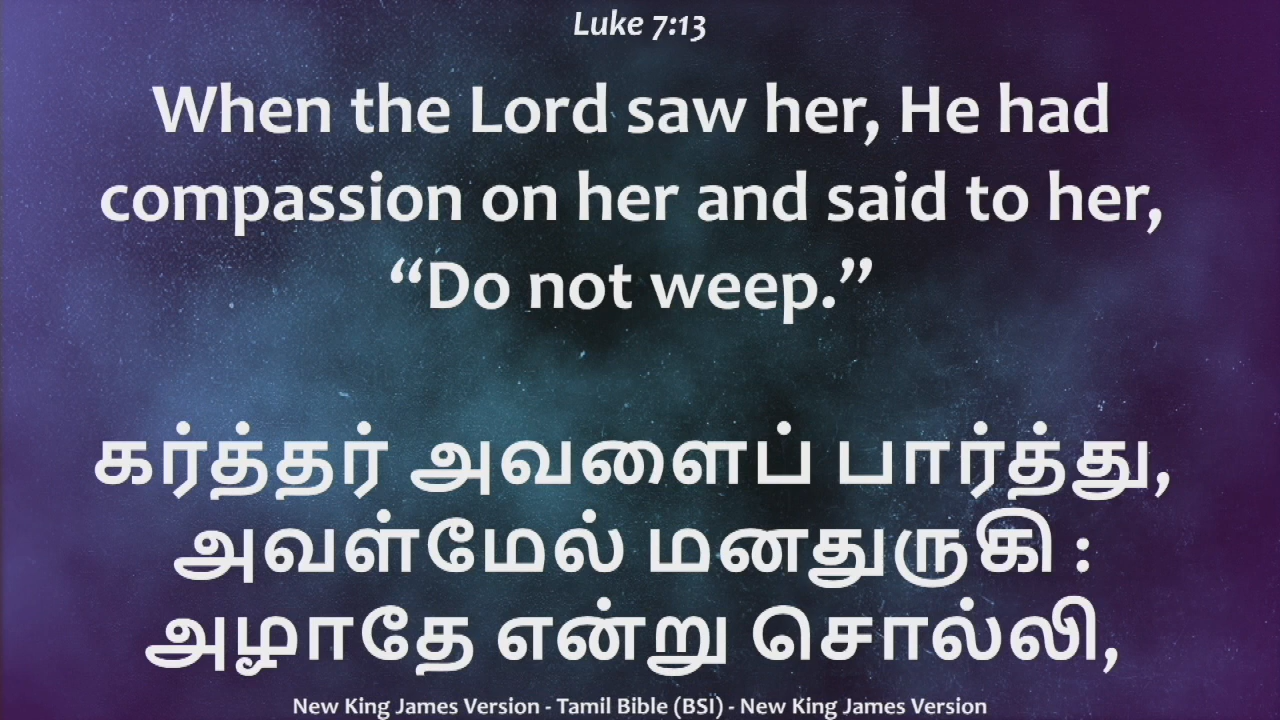 Luke 7:13
When the Lord saw her, He had
compassion on her and said to her,
“Do not weep.”
கர்த்தர் அவளைப் பார்த்து,
அவள்மேல் மனதுருகி :
அழாதே என்று சொல்லி,
New King James Version - Tamil Bible (BSI) - New King James Version